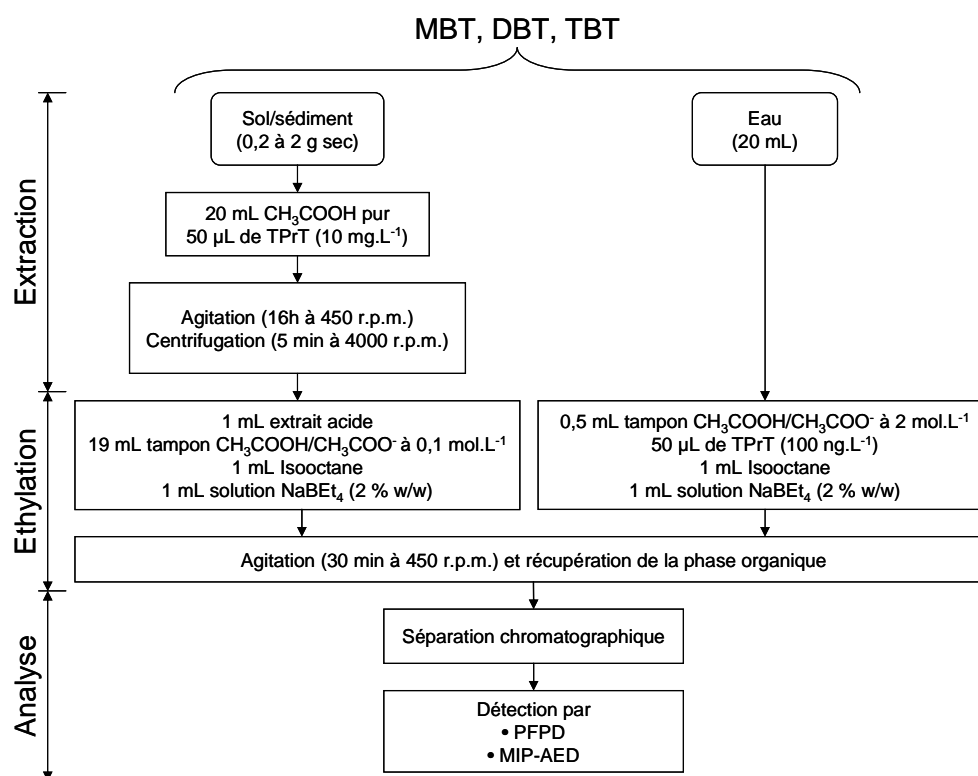 MBT, DBT, TBT
Extraction
Sol/sédiment
(0,2 à 2 g sec)
Eau
(20 mL)
20 mL CH₃COOH pur
50 µL de TPrT (10 mg.L⁻¹)
Agitation (16h à 450 r.p.m.)
Centrifugation (5 min à 4000 r.p.m.)
Ethylation
1 mL extrait acide
19 mL tampon CH₃COOH/CH₃COO⁻ à 0,1 mol.L⁻¹
1 mL Isooctane
1 mL solution NaBEt₄ (2 % w/w)
0,5 mL tampon CH₃COOH/CH₃COO⁻ à 2 mol.L⁻¹
50 µL de TPrT (100 ng.L⁻¹)
1 mL Isooctane
1 mL solution NaBEt₄ (2 % w/w)
Agitation (30 min à 450 r.p.m.) et récupération de la phase organique
Analyse
Séparation chromatographique
Détection par
• PFPD
• MIP-AED